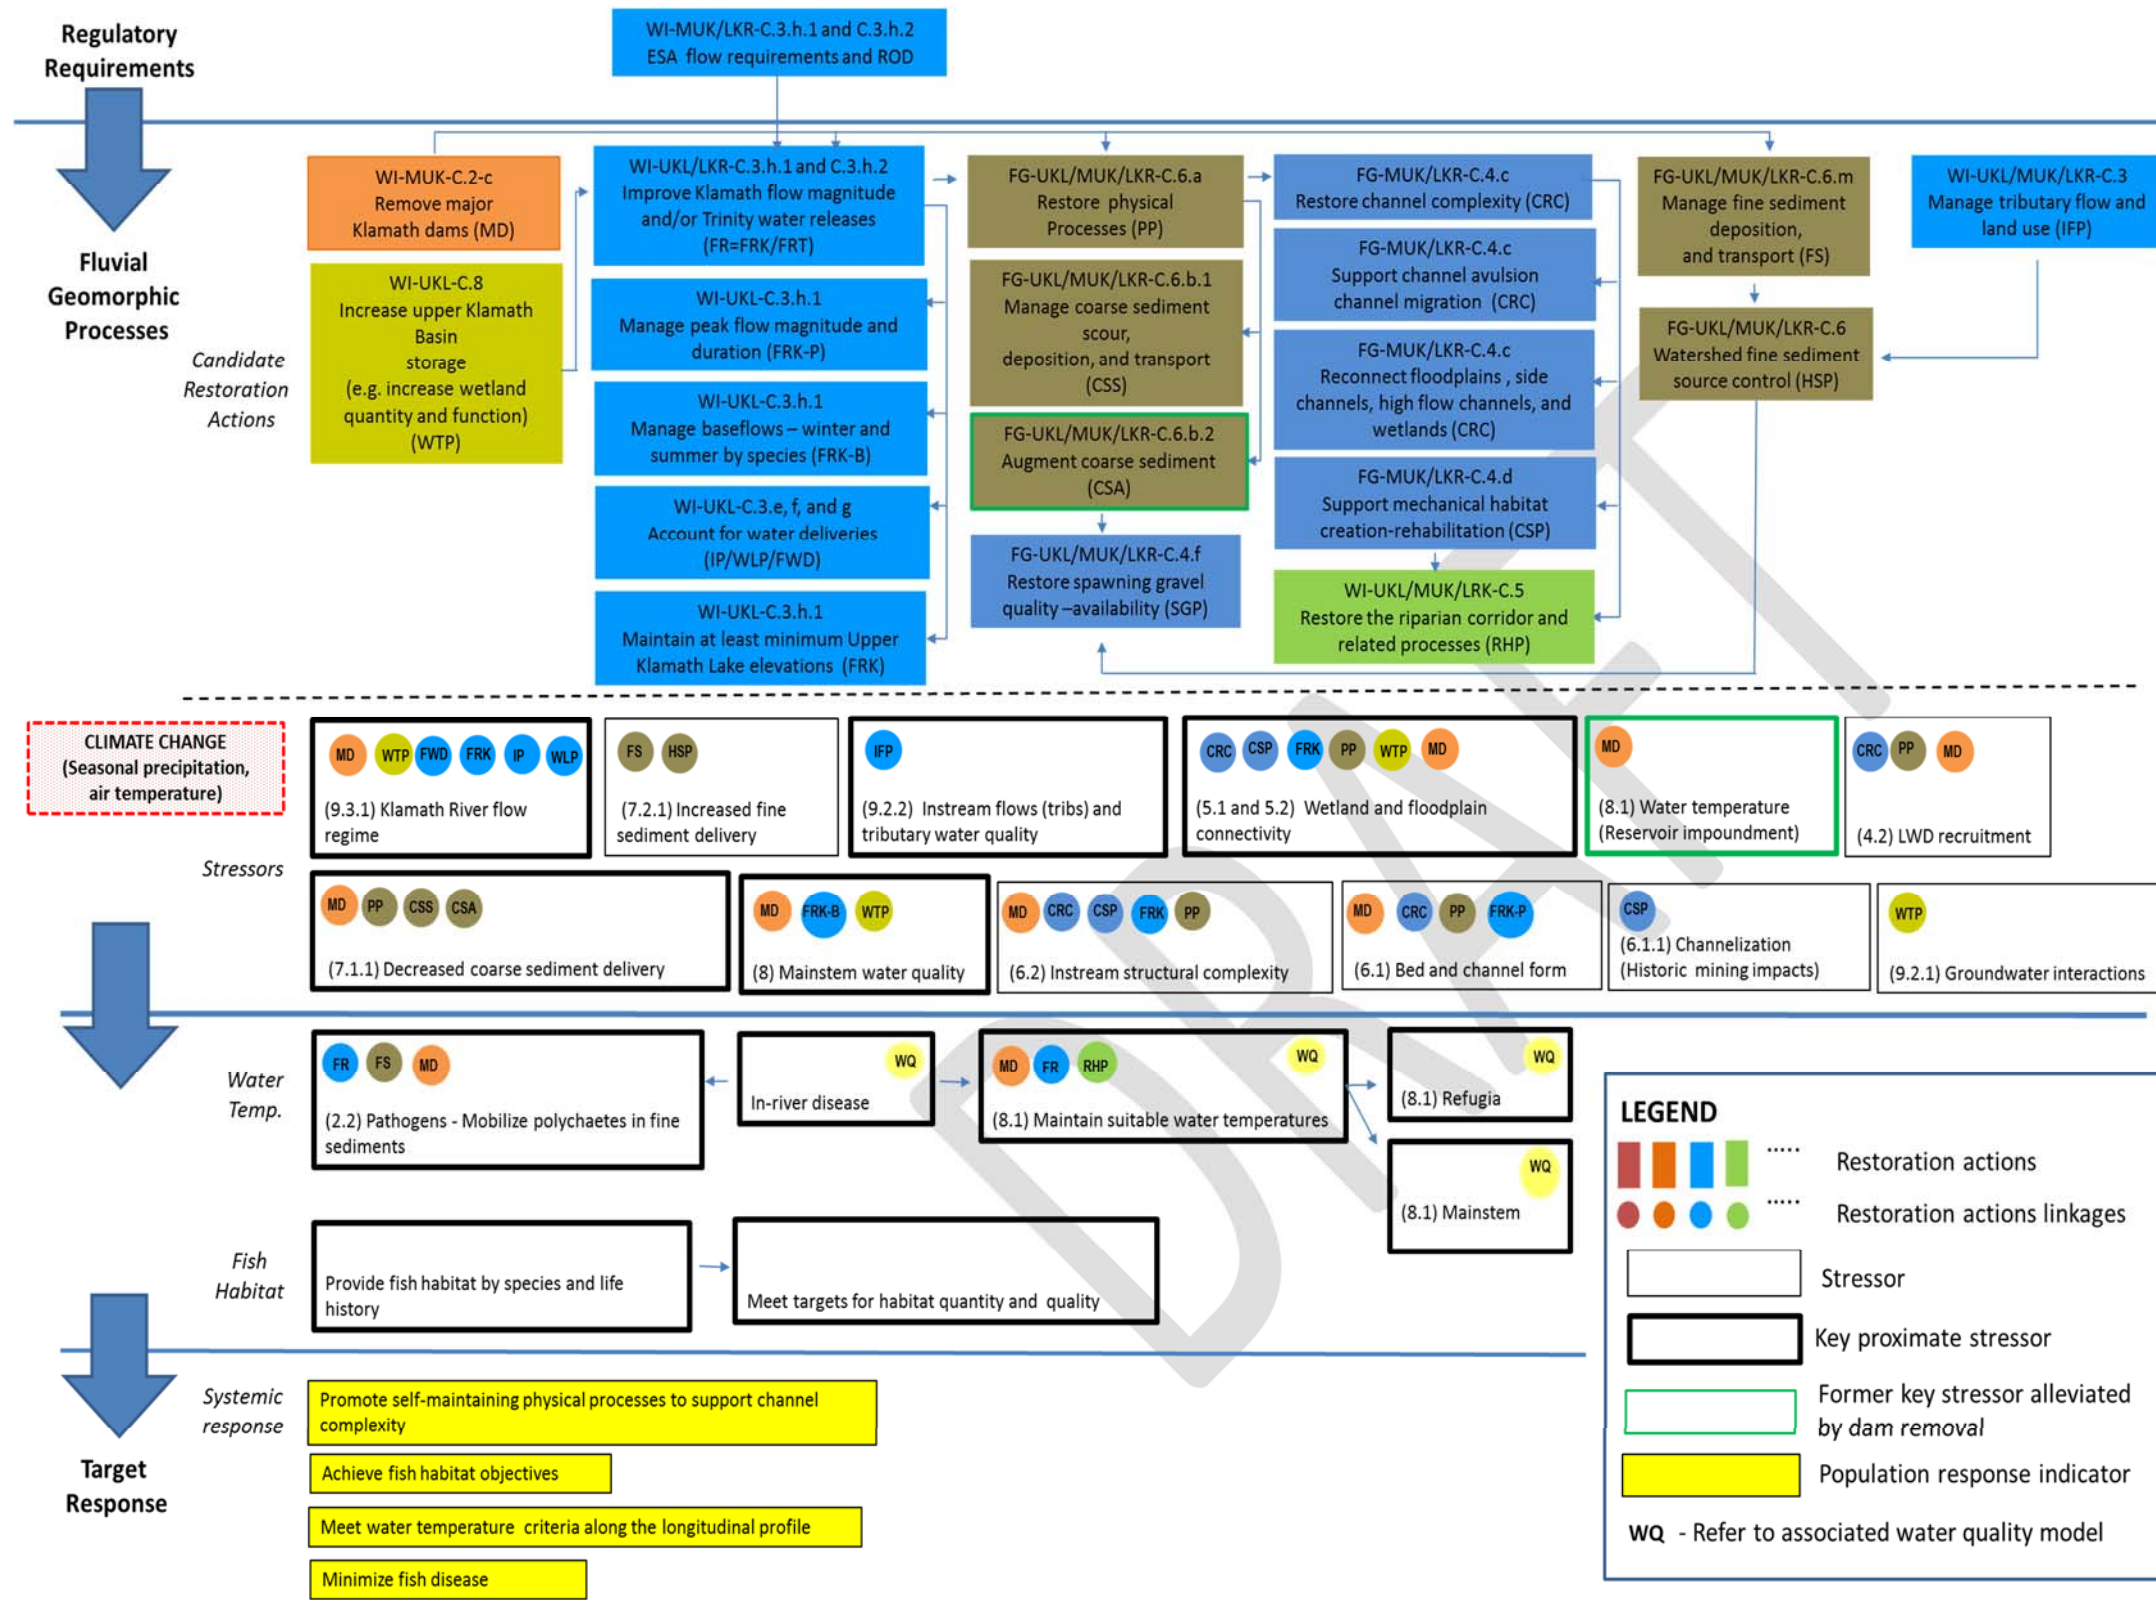 Regulatory
Requirements
WI-MUK/LKR-C.3.h.1 and C.3.h.2
ESA flow requirements and ROD
Fluvial
Geomorphic
Processes
Candidate
Restoration
Actions
WI-MUK-C.2-c
Remove major
Klamath dams (MD)
WI-UKL-C.8
Increase upper Klamath
Basin
storage
(e.g. increase wetland
quantity and function)
(WTP)
WI-UKL/LKR-C.3.h.1 and C.3.h.2
Improve Klamath flow magnitude
and/or Trinity water releases
(FR=FRK/FRT)
WI-UKL-C.3.h.1
Manage peak flow magnitude and
duration (FRK-P)
WI-UKL-C.3.h.1
Manage baseflows – winter and
summer by species (FRK-B)
WI-UKL-C.3.e, f, and g
Account for water deliveries
(IP/WLP/FWD)
WI-UKL-C.3.h.1
Maintain at least minimum Upper
Klamath Lake elevations (FRK)
FG-UKL/MUK/LKR-C.6.a
Restore physical
Processes (PP)
FG-UKL/MUK/LKR-C.6.b.1
Manage coarse sediment
scour,
deposition, and transport
(CSS)
FG-UKL/MUK/LKR-C.6.b.2
Augment coarse sediment
(CSA)
FG-UKL/MUK/LKR-C.4.f
Restore spawning gravel
quality –availability (SGP)
FG-MUK/LKR-C.4.c
Restore channel complexity (CRC)
FG-MUK/LKR-C.4.c
Support channel avulsion
channel migration (CRC)
FG-MUK/LKR-C.4.c
Reconnect floodplains , side
channels, high flow channels, and
wetlands (CRC)
FG-MUK/LKR-C.4.d
Support mechanical habitat
creation-rehabilitation (CSP)
WI-UKL/MUK/LRK-C.5
Restore the riparian corridor and
related processes (RHP)
FG-UKL/MUK/LKR-C.6.m
Manage fine sediment
deposition,
and transport (FS)
FG-UKL/MUK/LKR-C.6
Watershed fine sediment
source control (HSP)
WI-UKL/MUK/LKR-C.3
Manage tributary flow and
land use (IFP)
CLIMATE CHANGE
(Seasonal precipitation,
air temperature)
Stressors
MD WTP FWD FRK IP WLP
(9.3.1) Klamath River flow
regime
FS HSP
(7.2.1) Increased fine
sediment delivery
IFP
(9.2.2) Instream flows (tribs) and
tributary water quality
CRC CSP FRK PP WTP MD
(5.1 and 5.2) Wetland and floodplain
connectivity
MD
(8.1) Water temperature
(Reservoir impoundment)
CRC PP MD
(4.2) LWD recruitment
MD PP CSS CSA
(7.1.1) Decreased coarse sediment delivery
MD FRK-B WTP
(8) Mainstem water quality
MD CRC CSP FRK PP
(6.2) Instream structural complexity
MD CRC PP FRK-P
(6.1) Bed and channel form
CSP
(6.1.1) Channelization
(Historic mining impacts)
WTP
(9.2.1) Groundwater interactions
Water
Temp.
FR FS MD
(2.2) Pathogens - Mobilize polychaetes in fine
sediments
WQ
In-river disease
MD FR RHP WQ
(8.1) Maintain suitable water temperatures
WQ
(8.1) Refugia
WQ
(8.1) Mainstem
Fish
Habitat
Provide fish habitat by species and life
history
Meet targets for habitat quantity and quality
Systemic
response
Target
Response
Promote self-maintaining physical processes to support channel
complexity
Achieve fish habitat objectives
Meet water temperature criteria along the longitudinal profile
Minimize fish disease
LEGEND
..... Restoration actions
..... Restoration actions linkages
Stressor
Key proximate stressor
Former key stressor alleviated
by dam removal
Population response indicator
WQ - Refer to associated water quality model
DRAFT